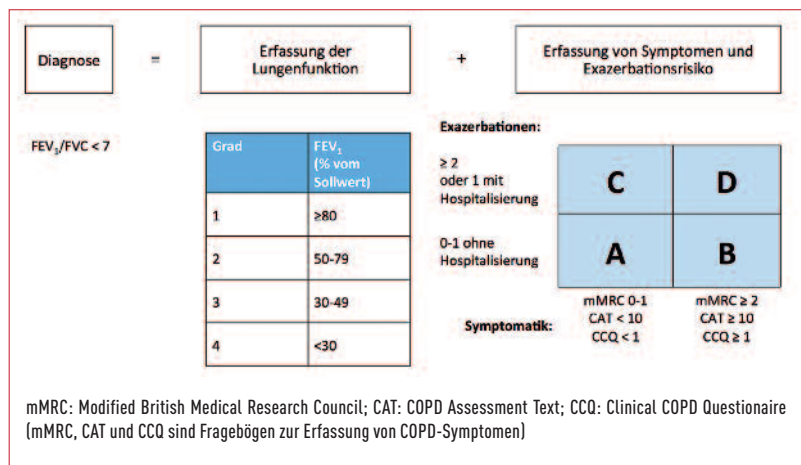 Diagnose
=
Erfassung der
Lungenfunktion
+
Erfassung von Symptomen und
Exazerbationsrisiko
FEV₁/FVC < 7
Grad
FEV₁
(% vom
Sollwert)
1
≥80
2
50-79
3
30-49
4
<30
Exazerbationen:
≥ 2
oder 1 mit
Hospitalisierung
C
D
0-1 ohne
Hospitalisierung
A
B
Symptomatik:
mMRC 0-1
CAT < 10
CCQ < 1
mMRC ≥ 2
CAT ≥ 10
CCQ ≥ 1
mMRC: Modified British Medical Research Council; CAT: COPD Assessment Text; CCQ: Clinical COPD Questionaire
(mMRC, CAT und CCQ sind Fragebögen zur Erfassung von COPD-Symptomen)